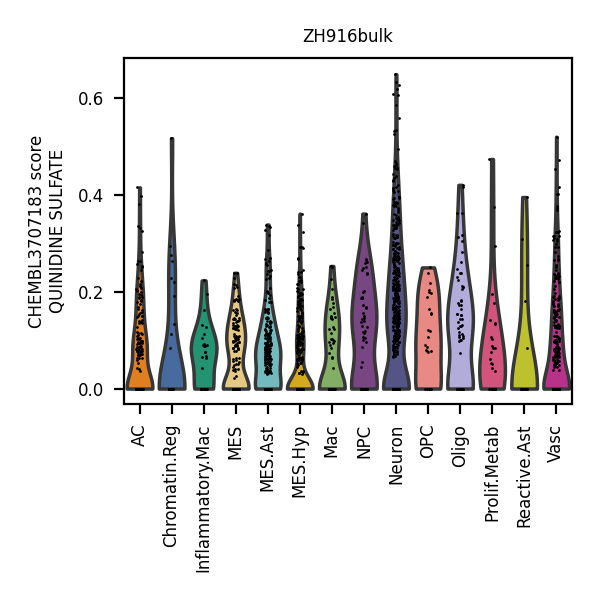 ZH916bulk
CHEMBL3707183 score
QUINIDINE SULFATE
0.6
0.4
0.2
0.0
AC
Chromatin.Reg
Inflammatory.Mac
MES
MES.Ast
MES.Hyp
Mac
NPC
Neuron
OPC
Oligo
Prolif.Metab
Reactive.Ast
Vasc